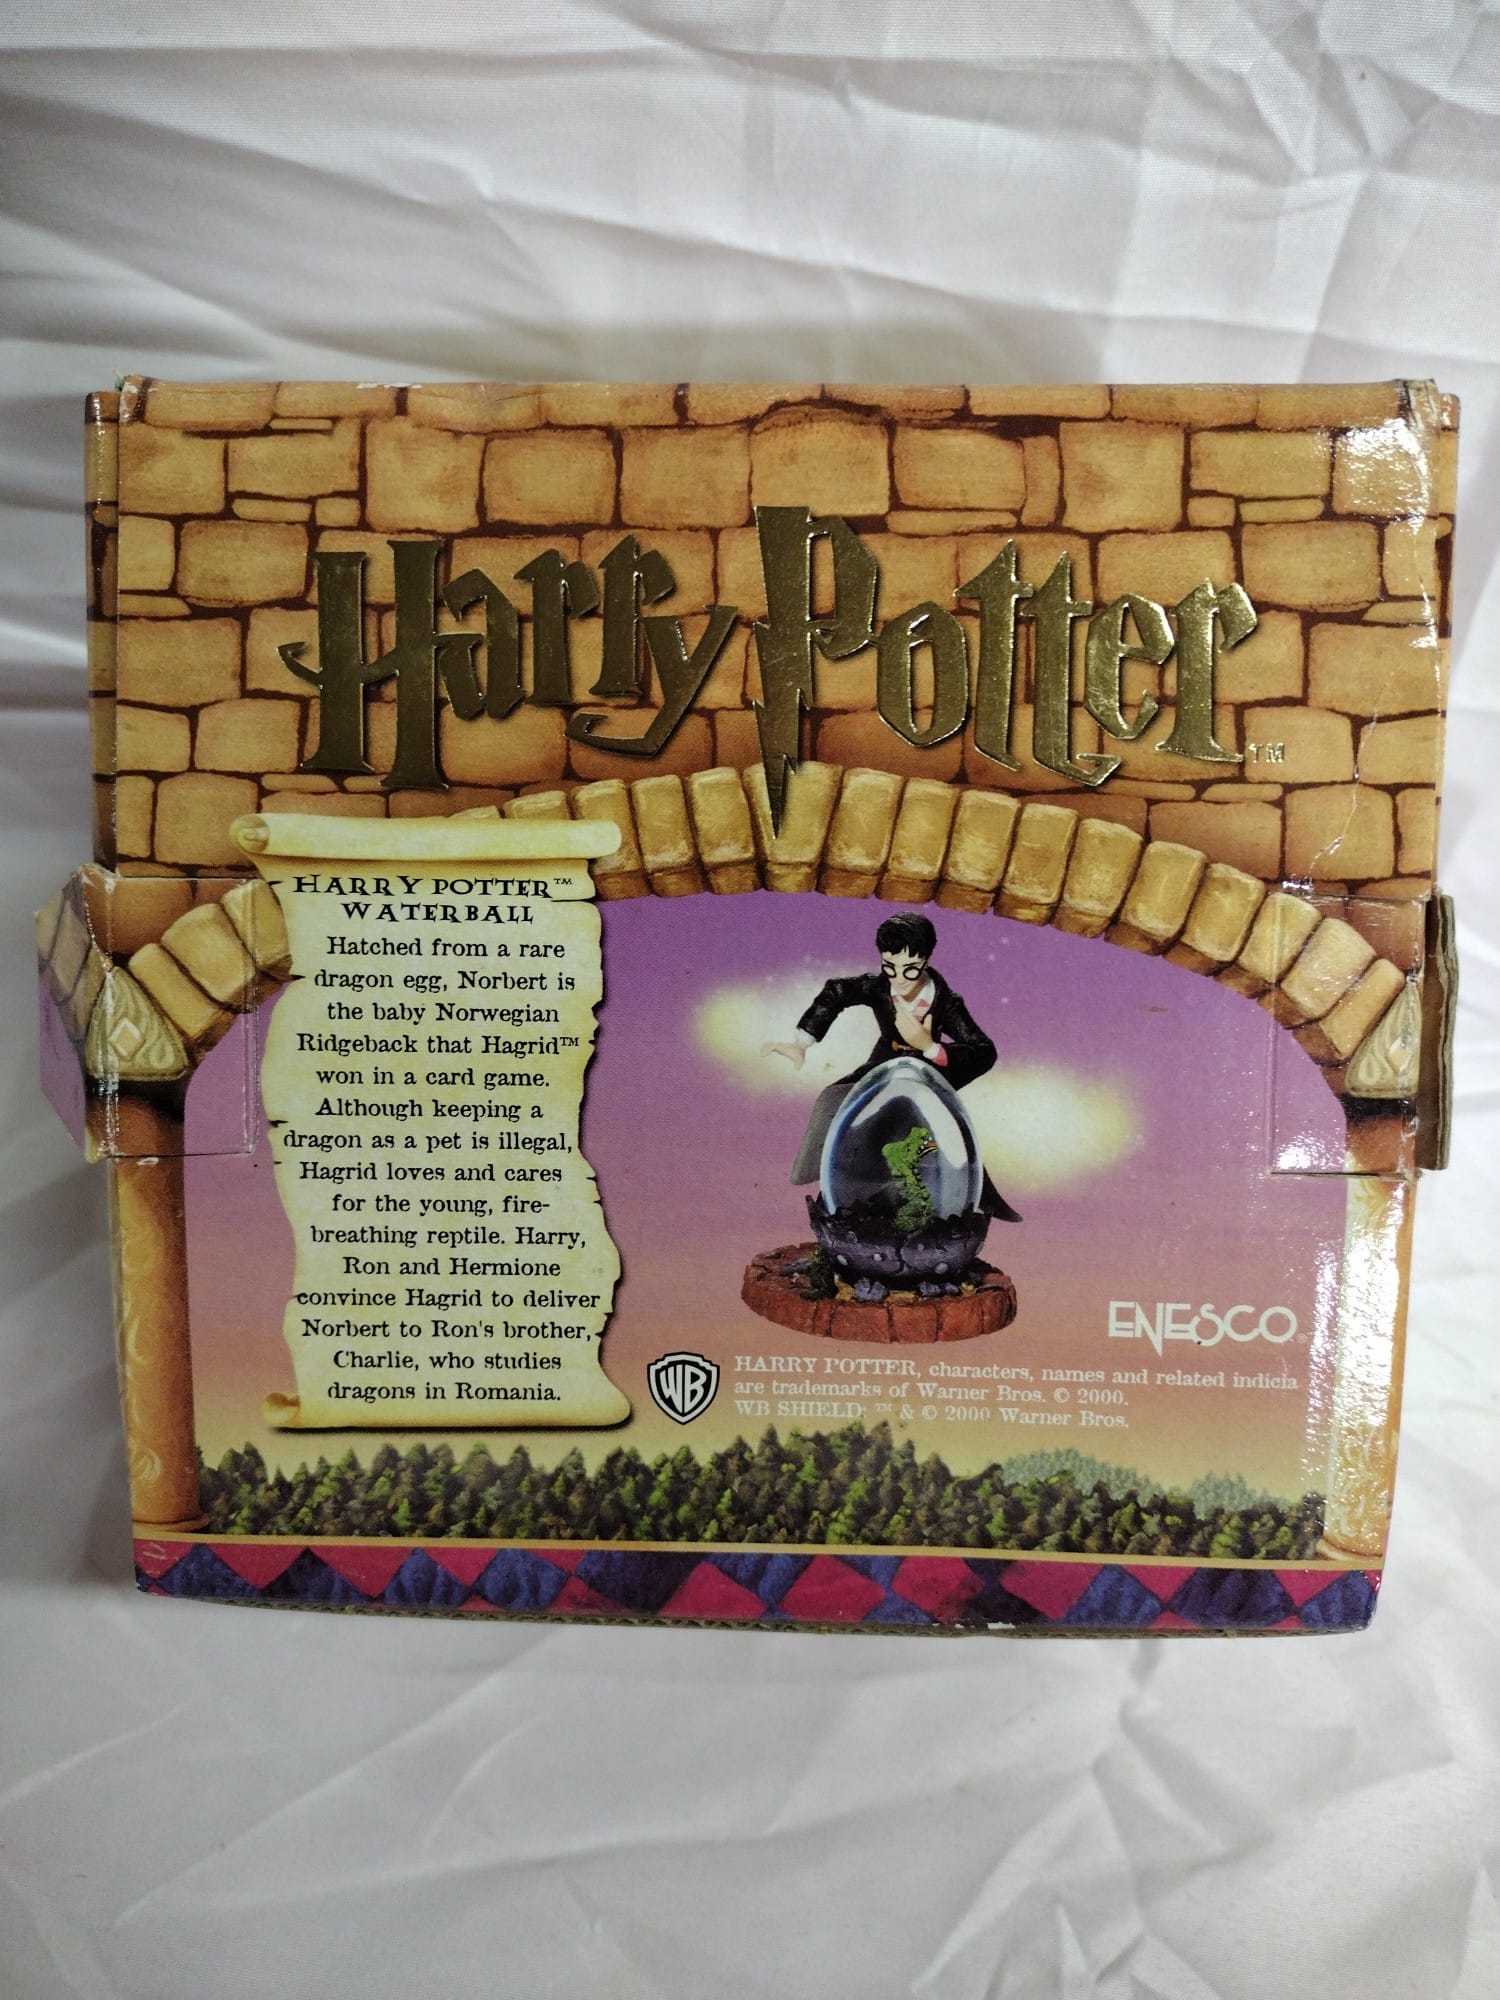 Harry Potter™
HARRY POTTER™
WATERBALL
Hatched from a rare
dragon egg, Norbert is
the baby Norwegian
Ridgeback that Hagrid™
won in a card game.
Although keeping a
dragon as a pet is illegal,
Hagrid loves and cares
for the young, fire-
breathing reptile. Harry,
Ron and Hermione
convince Hagrid to deliver
Norbert to Ron's brother,
Charlie, who studies
dragons in Romania.
ENESCO®
WB
HARRY POTTER, characters, names and related indicia
are trademarks of Warner Bros. © 2000.
WB SHIELD: ™ & © 2000 Warner Bros.